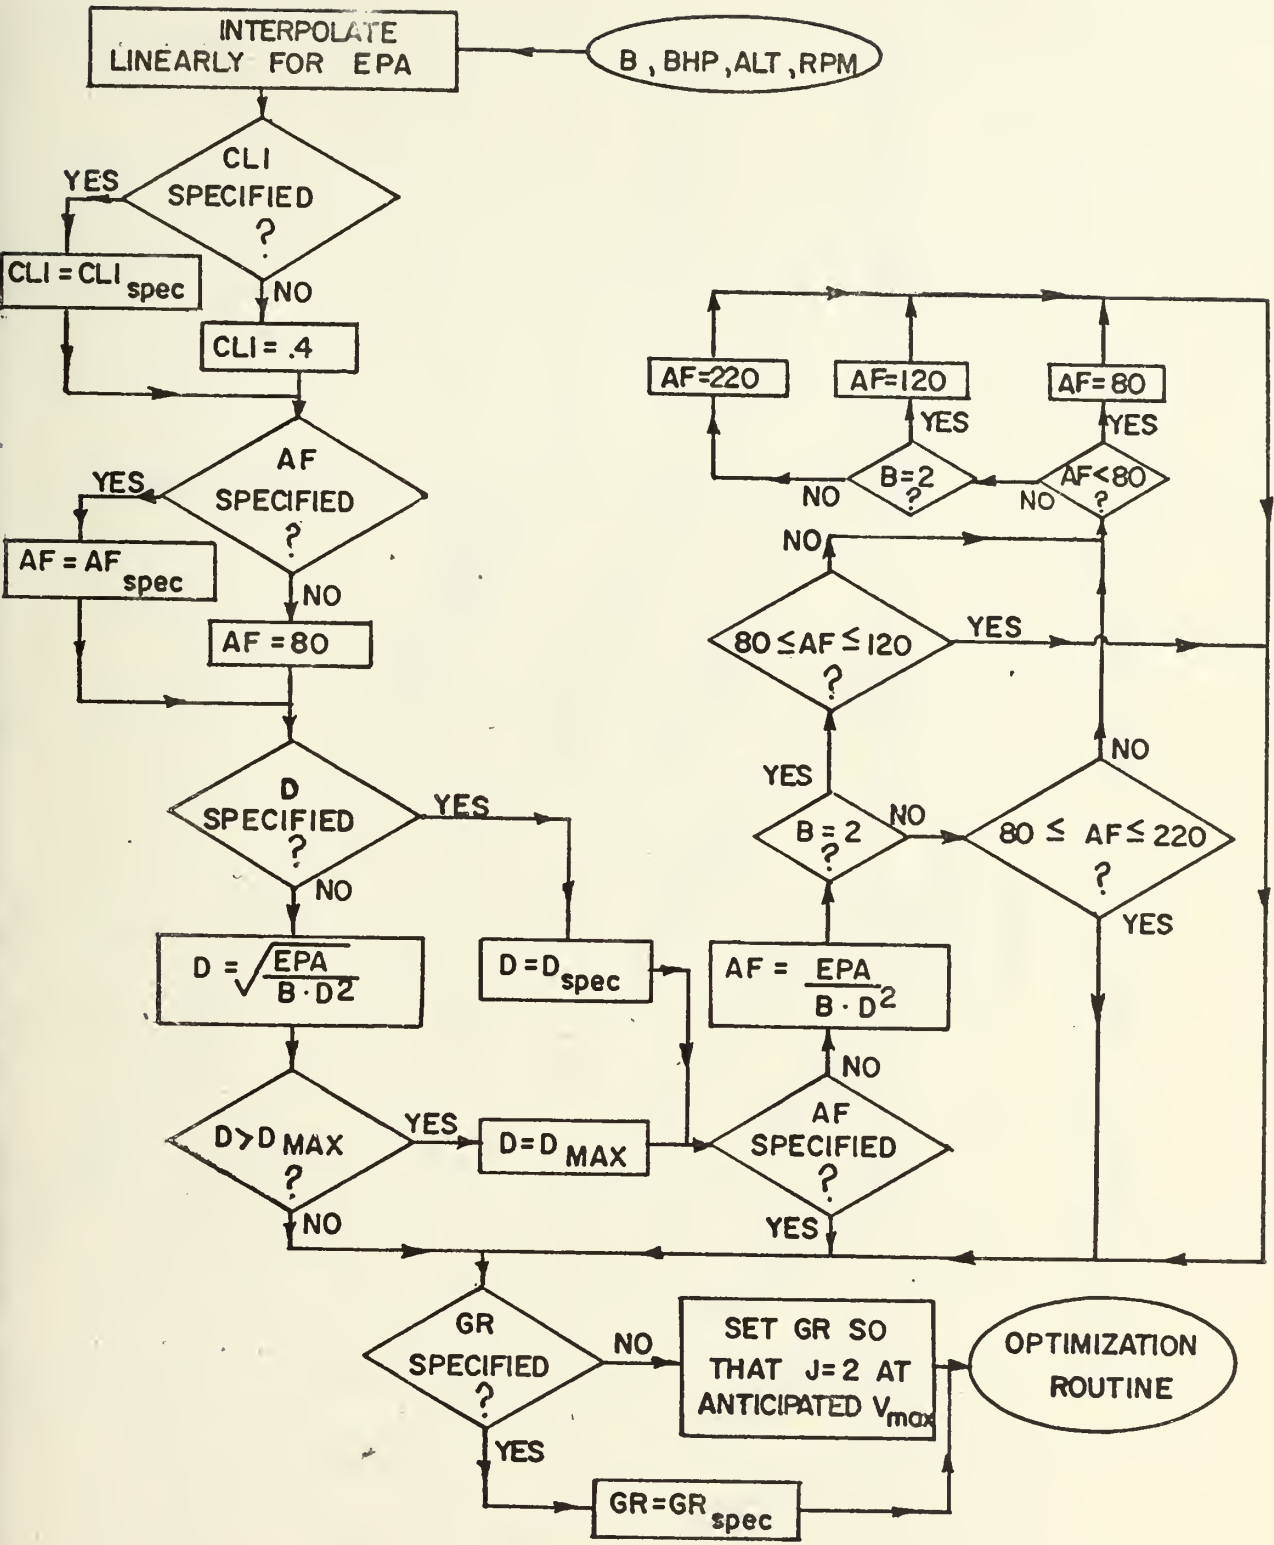 INTERPOLATE
LINEARLY FOR EPA
B, BHP, ALT, RPM
CLI
SPECIFIED
?
YES
NO
CLI = CLI spec
CLI = .4
AF
SPECIFIED
?
YES
NO
AF = AF spec
AF = 80
D
SPECIFIED
?
YES
NO
D = √(EPA / B · D²)
D = D spec
D > D MAX
?
YES
NO
D = D MAX
AF
SPECIFIED
?
NO
YES
AF = EPA / B · D²
B = 2
?
YES
NO
80 ≤ AF ≤ 220
?
NO
YES
80 ≤ AF ≤ 120
?
NO
YES
AF < 80
?
YES
NO
B = 2
?
YES
NO
AF=220
AF=120
AF= 80
GR
SPECIFIED
?
NO
YES
SET GR SO
THAT J=2 AT
ANTICIPATED Vmax
GR = GR spec
OPTIMIZATION
ROUTINE